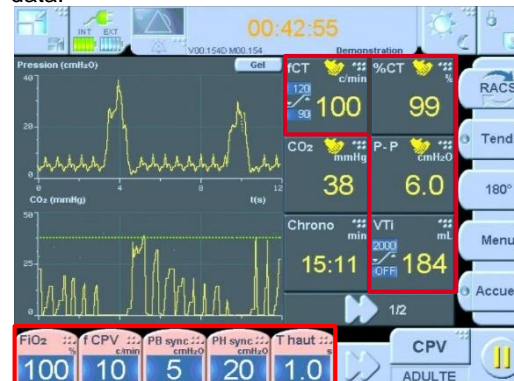 data.
INT EXT
00:42:55
V00.154D M00.154
Demonstration
Pression (cmH2O)
Gel
40
20
0 4 8 12
CO2 (mmHg)
t(s)
50
25
0
fCT
c/min
120
90
100
%CT
%
99
CO2
mmHg
38
P-P
cmH2O
6.0
Chrono
min
15:11
VTi
mL
2000
OFF
184
1/2
RACS
Tend
180°
Menu
Accue
FiO2
%
100
f CPV
c/min
10
PB sync
cmH2O
5
PH sync
cmH2O
20
T haut
s
1.0
CPV
ADULTE